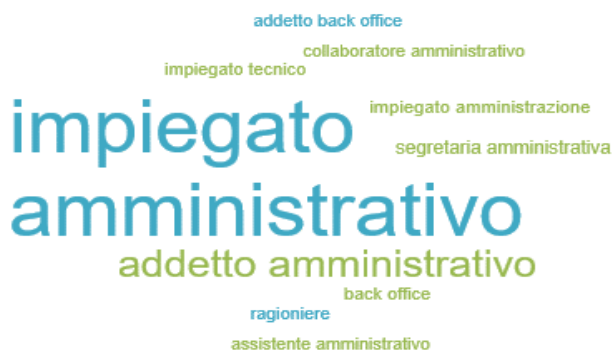 addetto back office
collaboratore amministrativo
impiegato tecnico
impiegato
impiegato amministrazione
segretaria amministrativa
amministrativo
addetto amministrativo
back office
ragioniere
assistente amministrativo